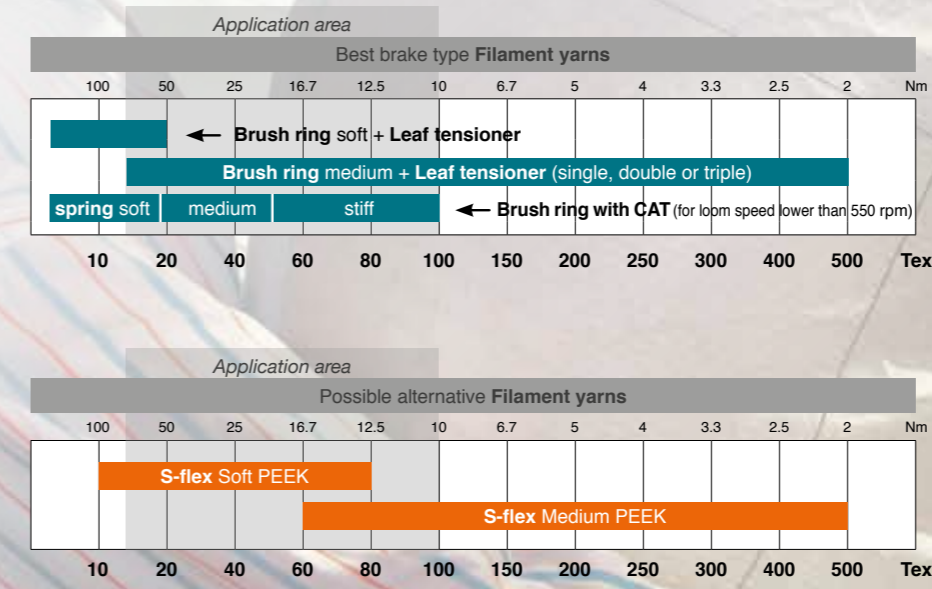 Application area
Best brake type Filament yarns
100 50 25 16.7 12.5 10 6.7 5 4 3.3 2.5 2 Nm
Brush ring soft + Leaf tensioner
Brush ring medium + Leaf tensioner (single, double or triple)
spring soft medium stiff Brush ring with CAT (for loom speed lower than 550 rpm)
10 20 40 60 80 100 150 200 250 300 400 500 Tex
Application area
Possible alternative Filament yarns
100 50 25 16.7 12.5 10 6.7 5 4 3.3 2.5 2 Nm
S-flex Soft PEEK
S-flex Medium PEEK
10 20 40 60 80 100 150 200 250 300 400 500 Tex